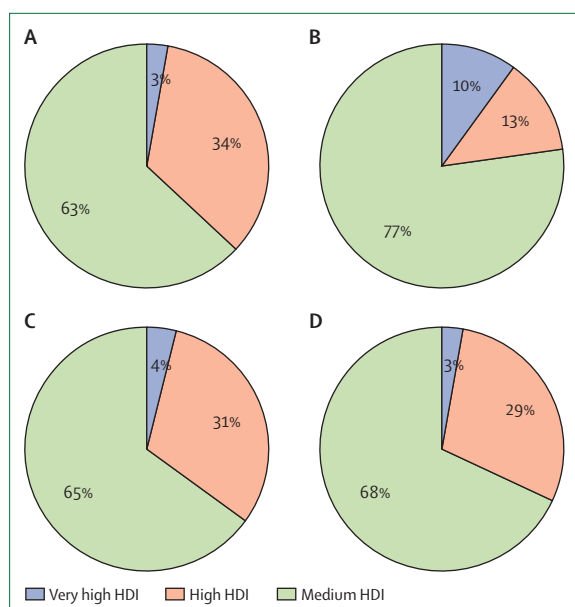 A
3%
34%
63%
B
10%
13%
77%
C
4%
31%
65%
D
3%
29%
68%
Very high HDI
High HDI
Medium HDI